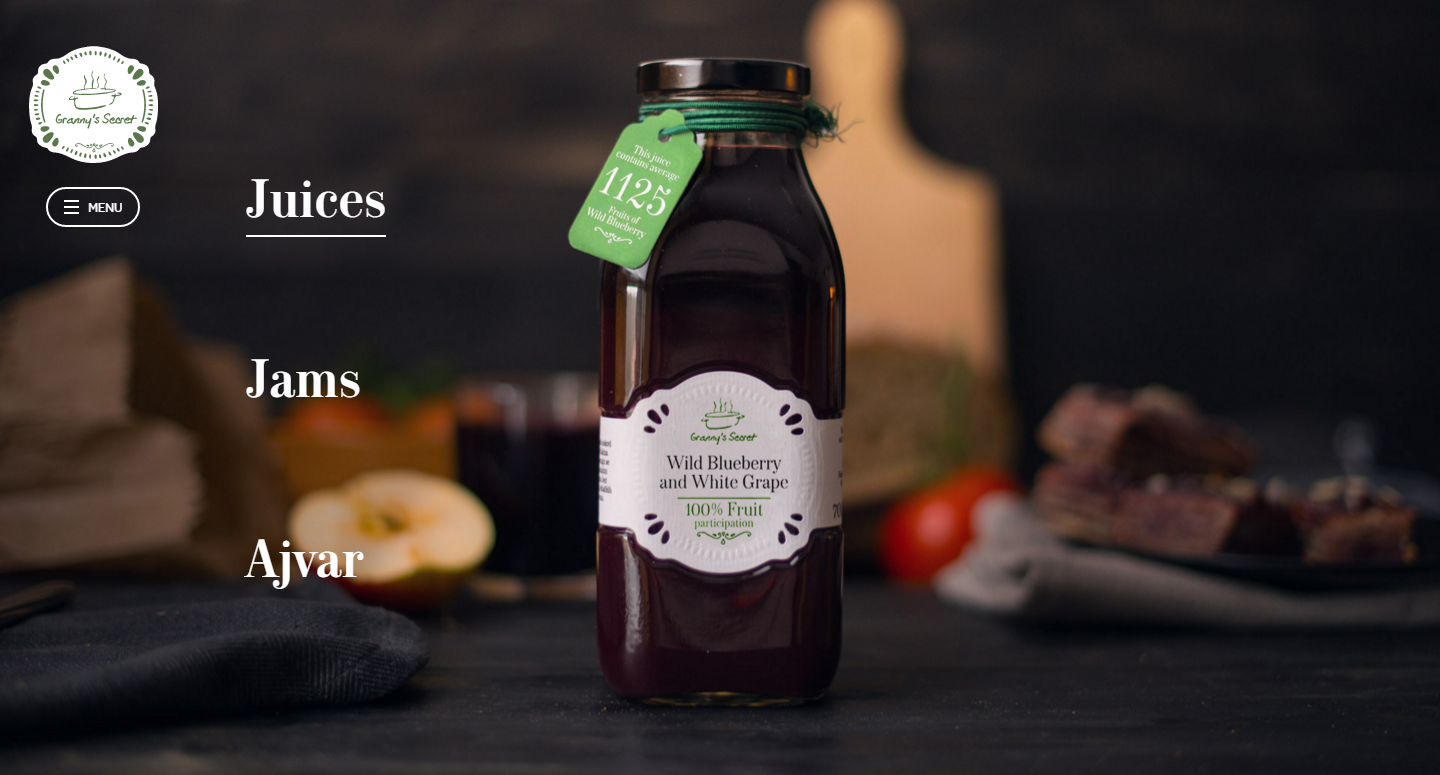 Granny's Secret
MENU
Juices
Jams
Ajvar
This juice
contains average
1125
Fruits of
Wild Blueberry
Granny's Secret
Wild Blueberry
and White Grape
100% Fruit
participation